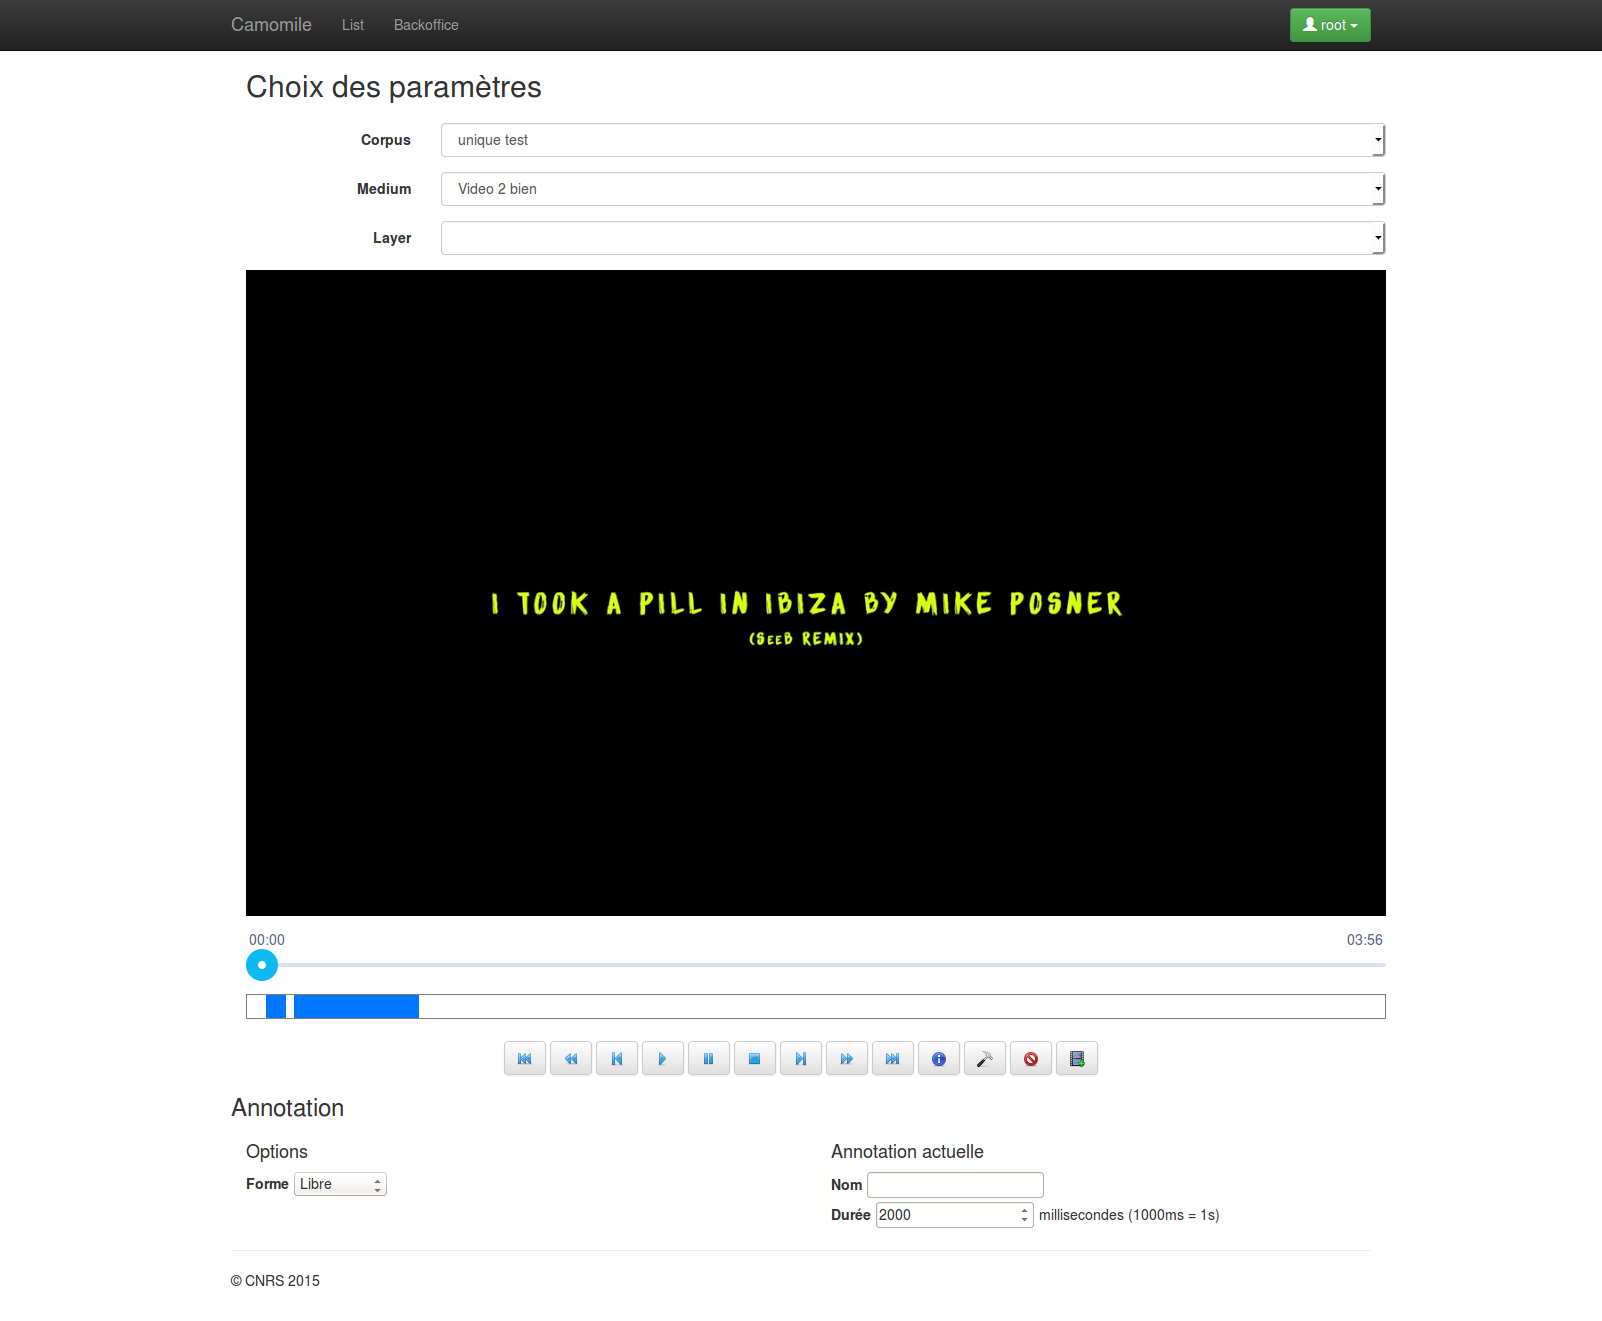 Camomile List Backoffice root
Choix des paramètres
Corpus unique test
Medium Video 2 bien
Layer
I TOOK A PILL IN IBIZA BY MIKE POSNER
(SEEB REMIX)
00:00 03:56
Annotation
Options Annotation actuelle
Forme Libre Nom
Durée 2000 millisecondes (1000ms = 1s)
© CNRS 2015